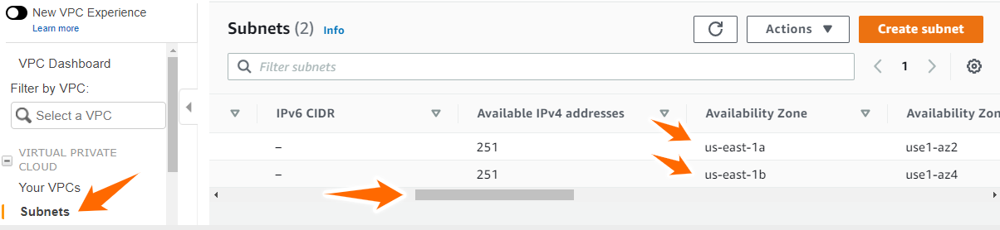 New VPC Experience
Learn more
VPC Dashboard
Filter by VPC:
Select a VPC
VIRTUAL PRIVATE
CLOUD
Your VPCs
Subnets
Subnets (2) Info
Actions
Create subnet
Filter subnets
1
IPv6 CIDR Available IPv4 addresses Availability Zone Availability Zon
– 251 us-east-1a use1-az2
– 251 us-east-1b use1-az4